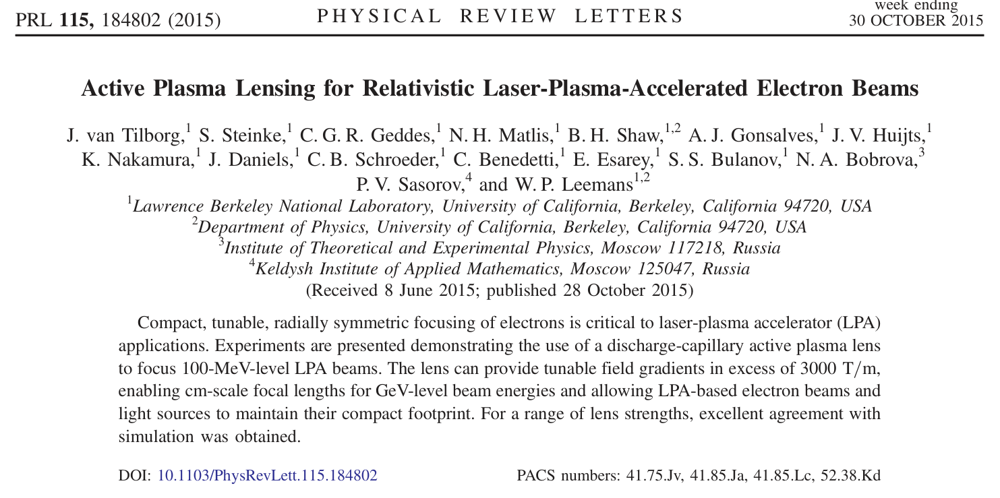 PRL 115, 184802 (2015)
PHYSICAL REVIEW LETTERS
week ending
30 OCTOBER 2015
Active Plasma Lensing for Relativistic Laser-Plasma-Accelerated Electron Beams
J. van Tilborg,1 S. Steinke,1 C. G. R. Geddes,1 N. H. Matlis,1 B. H. Shaw,1,2 A. J. Gonsalves,1 J. V. Huijts,1
K. Nakamura,1 J. Daniels,1 C. B. Schroeder,1 C. Benedetti,1 E. Esarey,1 S. S. Bulanov,1 N. A. Bobrova,3
P. V. Sasorov,4 and W. P. Leemans1,2
1Lawrence Berkeley National Laboratory, University of California, Berkeley, California 94720, USA
2Department of Physics, University of California, Berkeley, California 94720, USA
3Institute of Theoretical and Experimental Physics, Moscow 117218, Russia
4Keldysh Institute of Applied Mathematics, Moscow 125047, Russia
(Received 8 June 2015; published 28 October 2015)
Compact, tunable, radially symmetric focusing of electrons is critical to laser-plasma accelerator (LPA)
applications. Experiments are presented demonstrating the use of a discharge-capillary active plasma lens
to focus 100-MeV-level LPA beams. The lens can provide tunable field gradients in excess of 3000 T/m,
enabling cm-scale focal lengths for GeV-level beam energies and allowing LPA-based electron beams and
light sources to maintain their compact footprint. For a range of lens strengths, excellent agreement with
simulation was obtained.
DOI: 10.1103/PhysRevLett.115.184802
PACS numbers: 41.75.Jv, 41.85.Ja, 41.85.Lc, 52.38.Kd